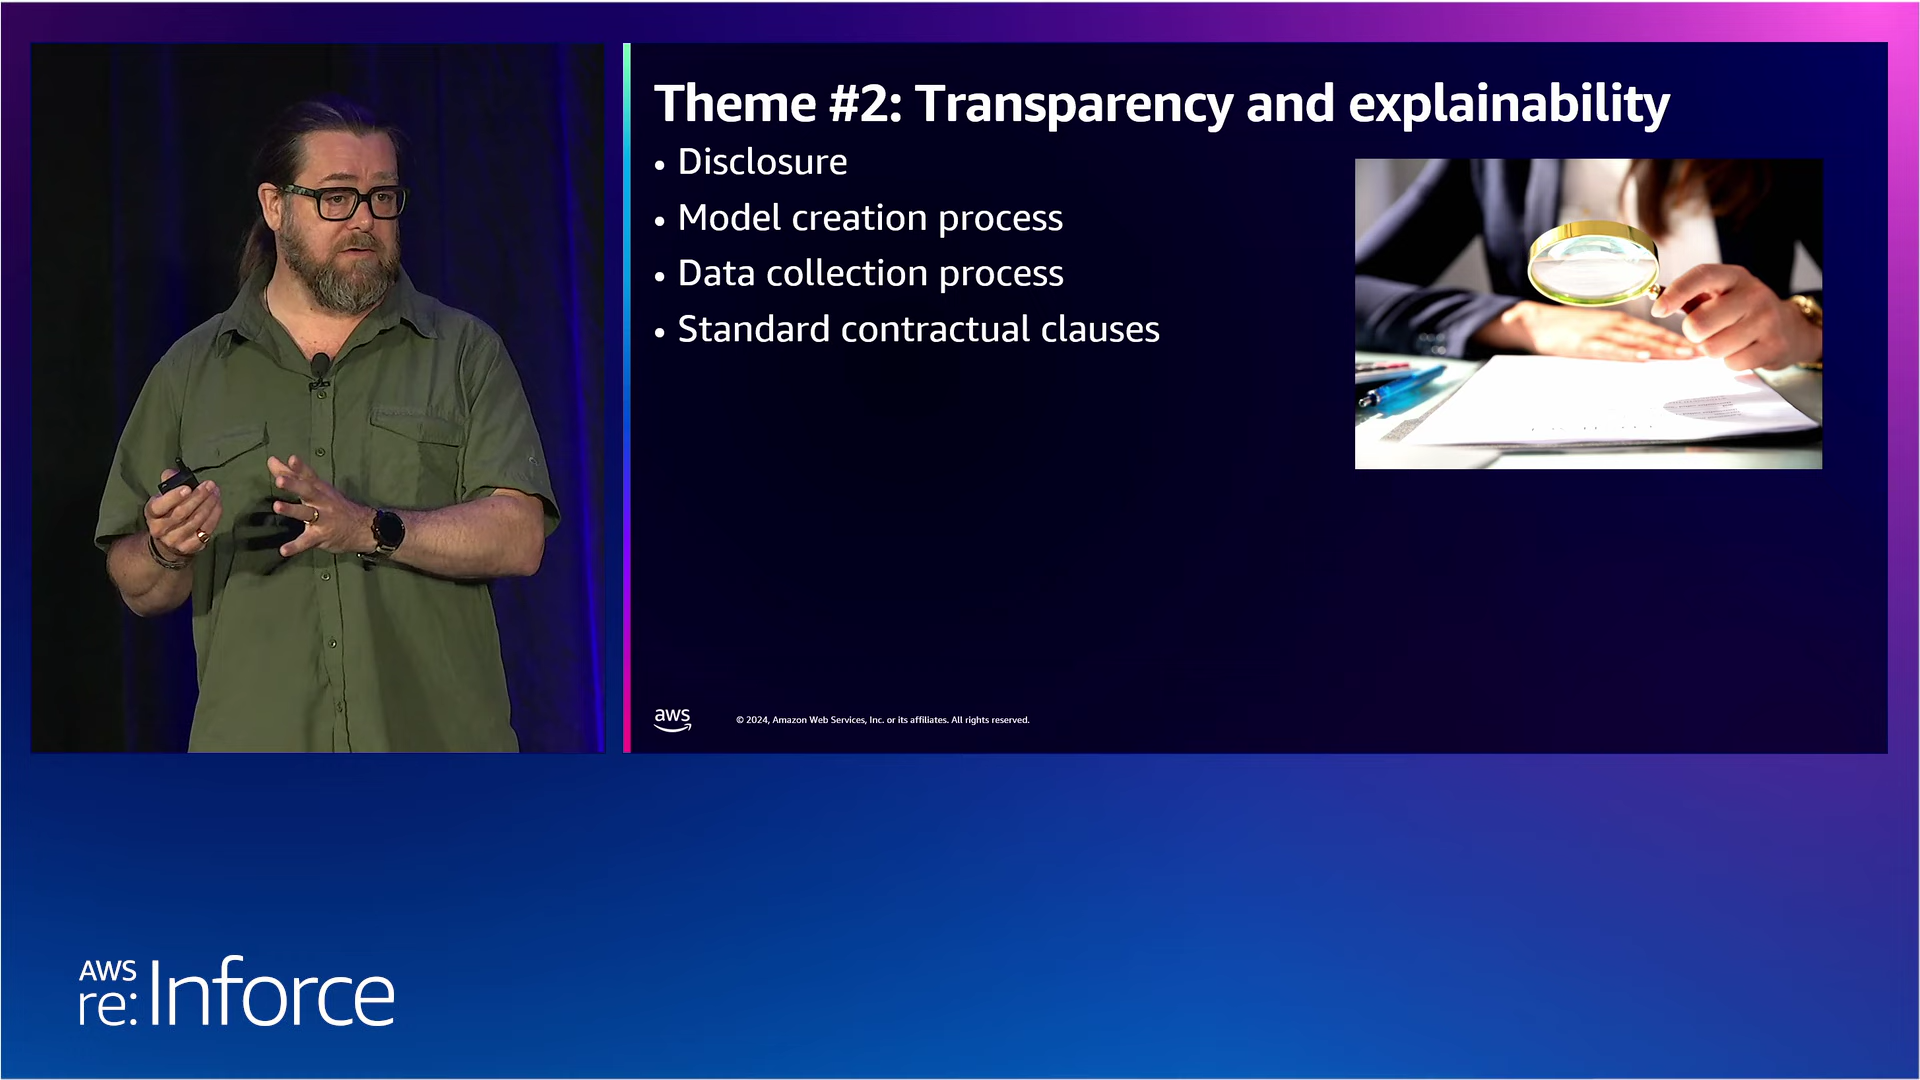 Theme #2: Transparency and explainability
• Disclosure
• Model creation process
• Data collection process
• Standard contractual clauses
aws
© 2024, Amazon Web Services, Inc. or its affiliates. All rights reserved.
AWS
re:Inforce